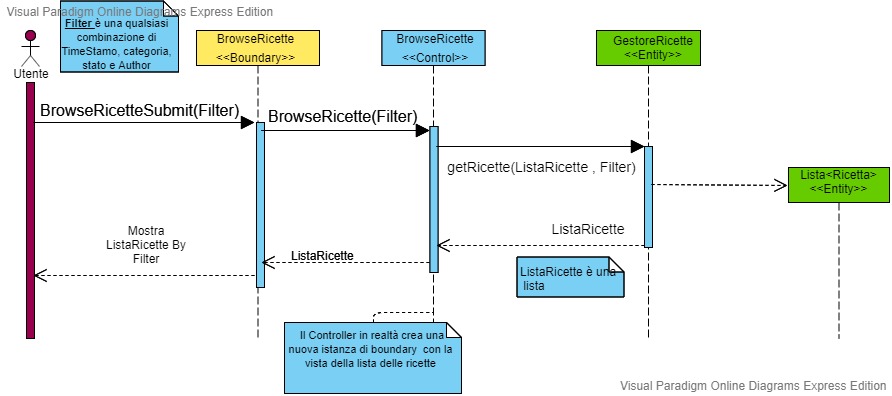 Visual Paradigm Online Diagrams Express Edition
Filter è una qualsiasi
combinazione di
TimeStamo, categoria,
stato e Author
Utente
BrowseRicette
<<Boundary>>
BrowseRicette
<<Control>>
GestoreRicette
<<Entity>>
BrowseRicetteSubmit(Filter)
BrowseRicette(Filter)
getRicette(ListaRicette , Filter)
Lista<Ricetta>
<<Entity>>
ListaRicette
Mostra
ListaRicette By
Filter
ListaRicette
ListaRicette è una
lista
Il Controller in realtà crea una
nuova istanza di boundary con la
vista della lista delle ricette
Visual Paradigm Online Diagrams Express Edition